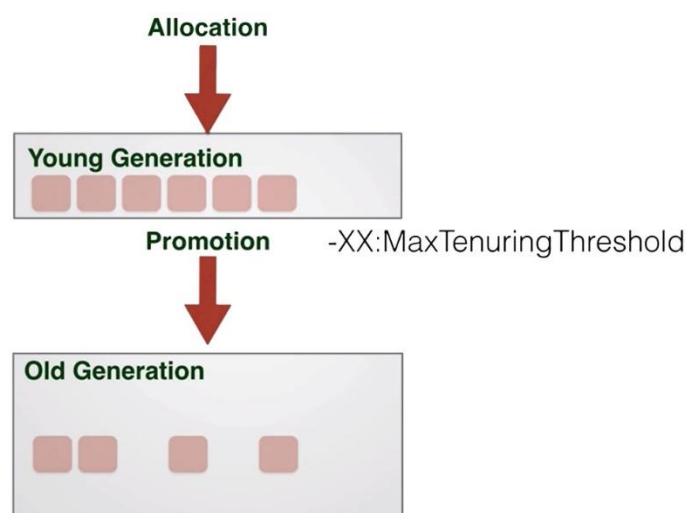 Allocation
Young Generation
Promotion -XX:MaxTenuringThreshold
Old Generation